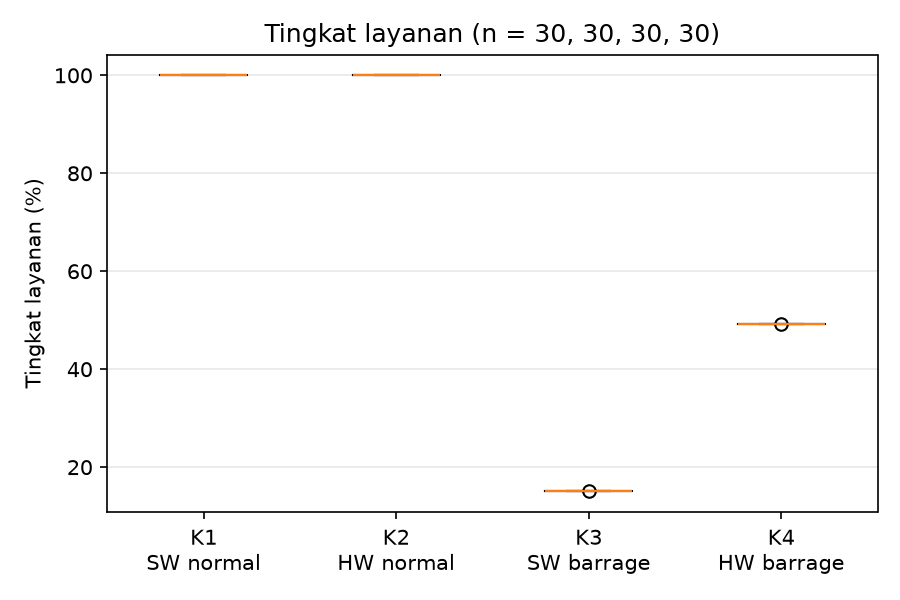 Tingkat layanan (n = 30, 30, 30, 30)
Tingkat layanan (%)
100
80
60
40
20
K1
SW normal
K2
HW normal
K3
SW barrage
K4
HW barrage